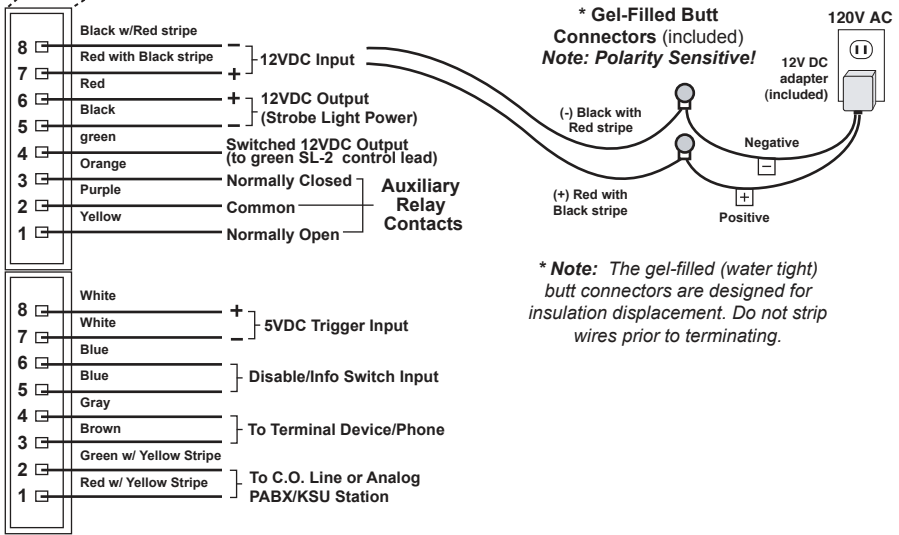 8 Black w/Red stripe – 12VDC Input
7 Red with Black stripe +
6 Red + 12VDC Output
5 Black – (Strobe Light Power)
4 green Switched 12VDC Output
(to green SL-2 control lead)
3 Orange Normally Closed
2 Purple Common
1 Yellow Normally Open
Auxiliary
Relay
Contacts
* Gel-Filled Butt
Connectors (included)
Note: Polarity Sensitive!
120V AC
12V DC
adapter
(included)
(-) Black with
Red stripe
Negative
–
(+) Red with
Black stripe
+
Positive
* Note: The gel-filled (water tight)
butt connectors are designed for
insulation displacement. Do not strip
wires prior to terminating.
8 White + 5VDC Trigger Input
7 White –
6 Blue Disable/Info Switch Input
5 Blue
4 Gray To Terminal Device/Phone
3 Brown
2 Green w/ Yellow Stripe To C.O. Line or Analog
1 Red w/ Yellow Stripe PABX/KSU Station